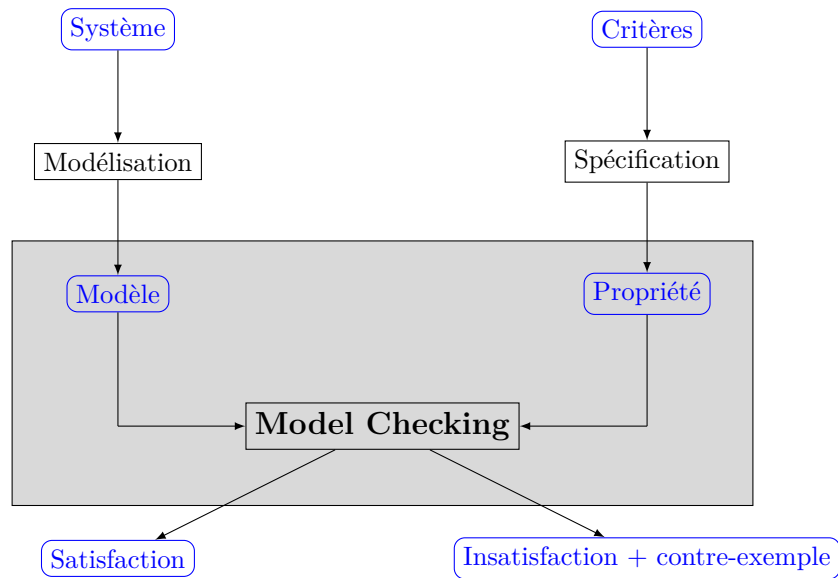 Système
Critères
Modélisation
Spécification
Modèle
Propriété
Model Checking
Satisfaction
Insatisfaction + contre-exemple